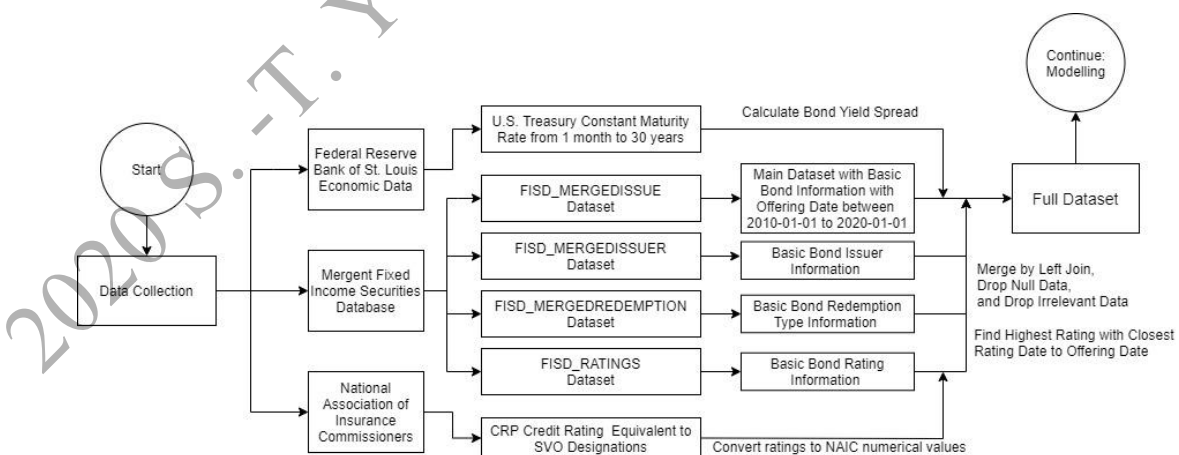 2020 S.-T. Y
Continue:
Modelling
Start
Data Collection
Federal Reserve
Bank of St. Louis
Economic Data
Mergent Fixed
Income Securities
Database
National
Association of
Insurance
Commissioners
U.S. Treasury Constant Maturity
Rate from 1 month to 30 years
FISD_MERGEDISSUE
Dataset
FISD_MERGEDISSUER
Dataset
FISD_MERGEDREDEMPTION
Dataset
FISD_RATINGS
Dataset
CRP Credit Rating Equivalent to
SVO Designations
Calculate Bond Yield Spread
Main Dataset with Basic
Bond Information with
Offering Date between
2010-01-01 to 2020-01-01
Basic Bond Issuer
Information
Basic Bond Redemption
Type Information
Basic Bond Rating
Information
Convert ratings to NAIC numerical values
Full Dataset
Merge by Left Join,
Drop Null Data,
and Drop Irrelevant Data
Find Highest Rating with Closest
Rating Date to Offering Date